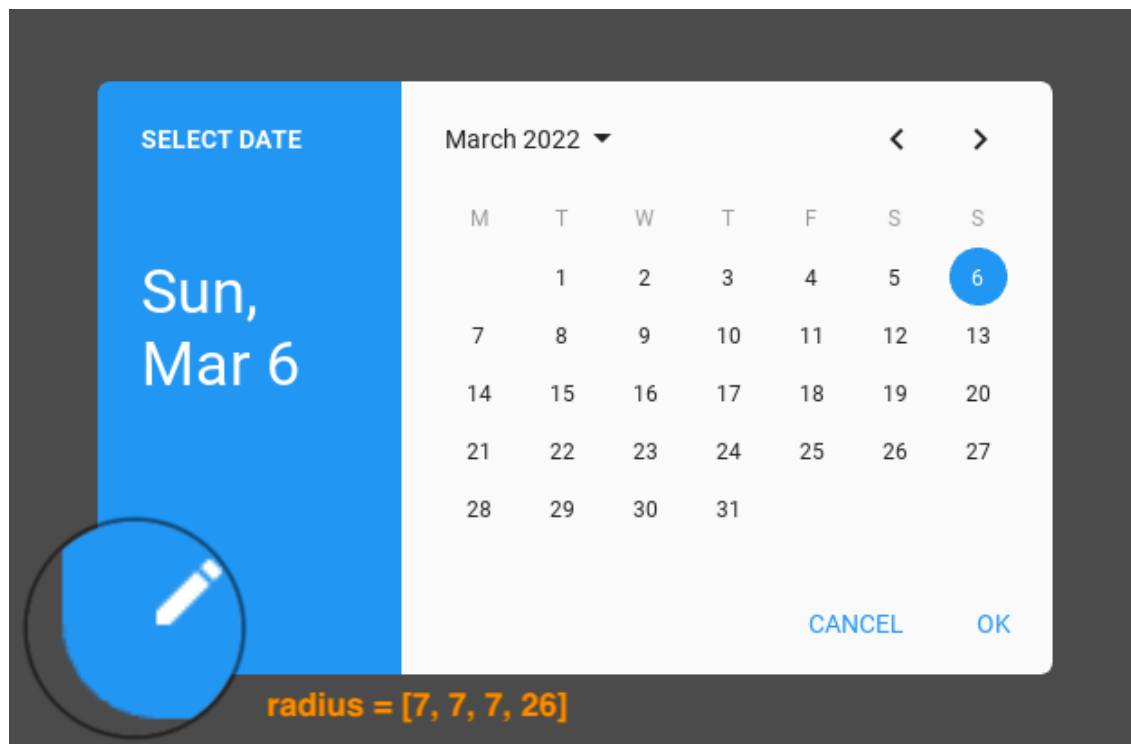 SELECT DATE
Sun,
Mar 6
March 2022
M T W T F S S
1 2 3 4 5 6
7 8 9 10 11 12 13
14 15 16 17 18 19 20
21 22 23 24 25 26 27
28 29 30 31
CANCEL OK
radius = [7, 7, 7, 26]